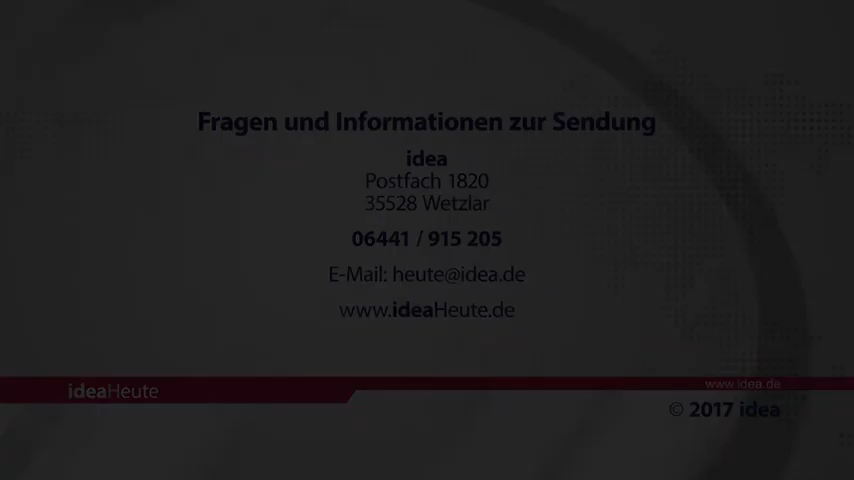 Fragen und Informationen zur Sendung
idea
Postfach 1820
35528 Wetzlar
06441 / 915 205
E-Mail: heute@idea.de
www.ideaHeute.de
ideaHeute
www.idea.de
© 2017 idea